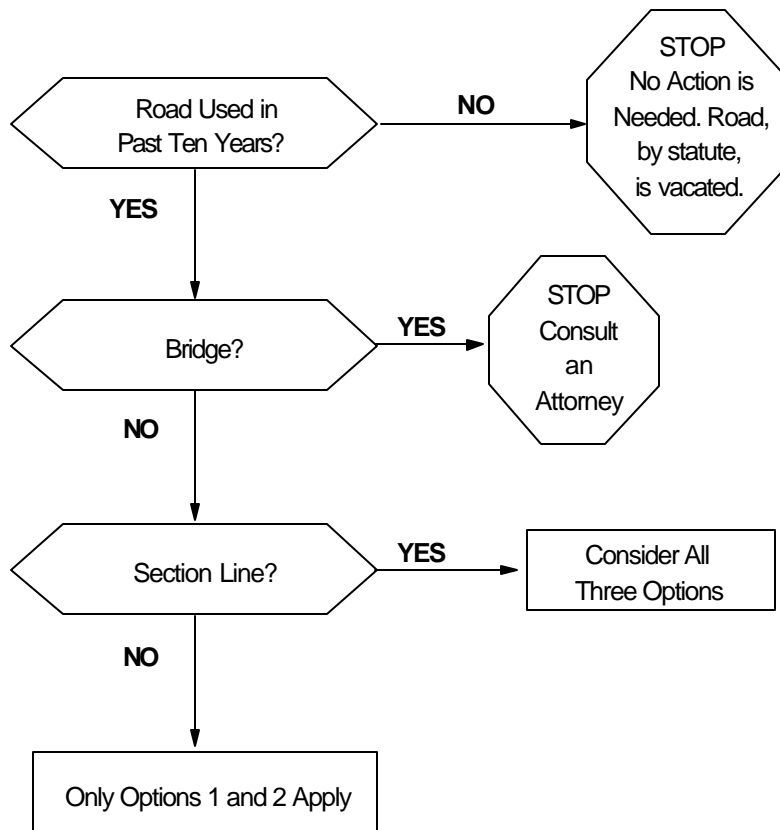 Road Used in
Past Ten Years?
NO
STOP
No Action is
Needed. Road,
by statute,
is vacated.
YES
Bridge?
YES
STOP
Consult
an
Attorney
NO
Section Line?
YES
Consider All
Three Options
NO
Only Options 1 and 2 Apply